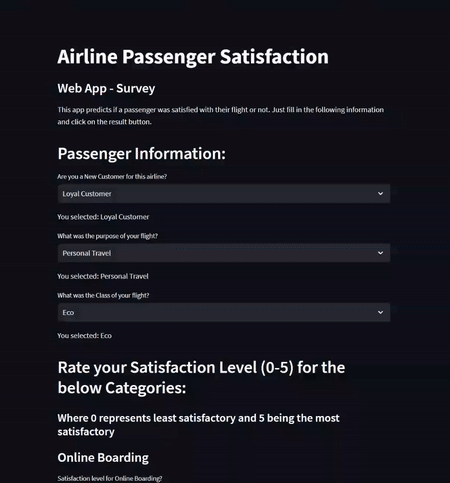 Airline Passenger Satisfaction
Web App - Survey
This app predicts if a passenger was satisfied with their flight or not. Just fill in the following information
and click on the result button.
Passenger Information:
Are you a New Customer for this airline?
Loyal Customer
You selected: Loyal Customer
What was the purpose of your flight?
Personal Travel
You selected: Personal Travel
What was the Class of your flight?
Eco
You selected: Eco
Rate your Satisfaction Level (0-5) for the
below Categories:
Where 0 represents least satisfactory and 5 being the most
satisfactory
Online Boarding
Satisfaction level for Online Boarding?